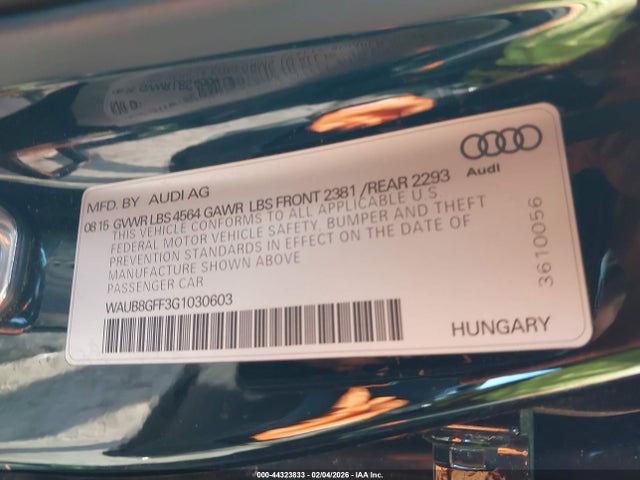 MFD. BY AUDI AG
Audi
08 15 GVWR LBS 4564 GAWR LBS FRONT 2381 /REAR 2293
THIS VEHICLE CONFORMS TO ALL APPLICABLE U.S.
FEDERAL MOTOR VEHICLE SAFETY, BUMPER AND THEFT
PREVENTION STANDARDS IN EFFECT ON THE DATE OF
MANUFACTURE SHOWN ABOVE
PASSENGER CAR
WAUB8GFF3G1030603
HUNGARY
3610056
000-44323833 - 02/04/2026 - IAA Inc.